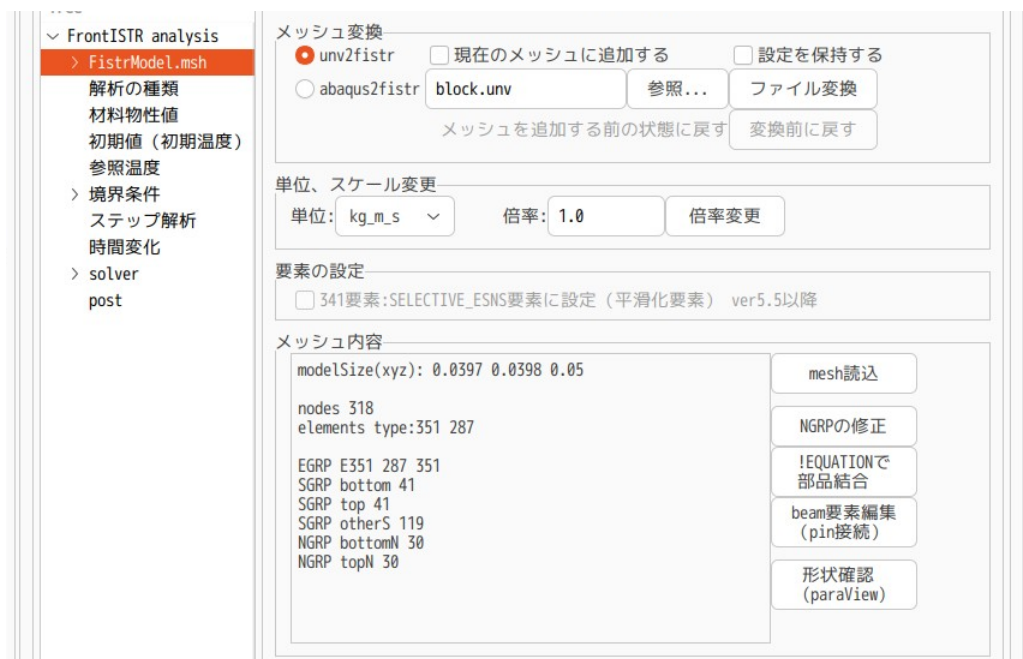 FrontISTR analysis
FistrModel.msh
解析の種類
材料物性値
初期値（初期温度）
参照温度
境界条件
ステップ解析
時間変化
solver
post
メッシュ変換
unv2fistr 現在のメッシュに追加する 設定を保持する
abaqus2fistr block.unv 参照... ファイル変換
メッシュを追加する前の状態に戻す 変換前に戻す
単位、スケール変更
単位: kg_m_s 倍率: 1.0 倍率変更
要素の設定
341要素:SELECTIVE_ESNS要素に設定（平滑化要素） ver5.5以降
メッシュ内容
modelSize(xyz): 0.0397 0.0398 0.05
nodes 318
elements type:351 287
EGRP E351 287 351
SGRP bottom 41
SGRP top 41
SGRP otherS 119
NGRP bottomN 30
NGRP topN 30
mesh読込
NGRPの修正
!EQUATIONで
部品結合
beam要素編集
(pin接続)
形状確認
(paraView)